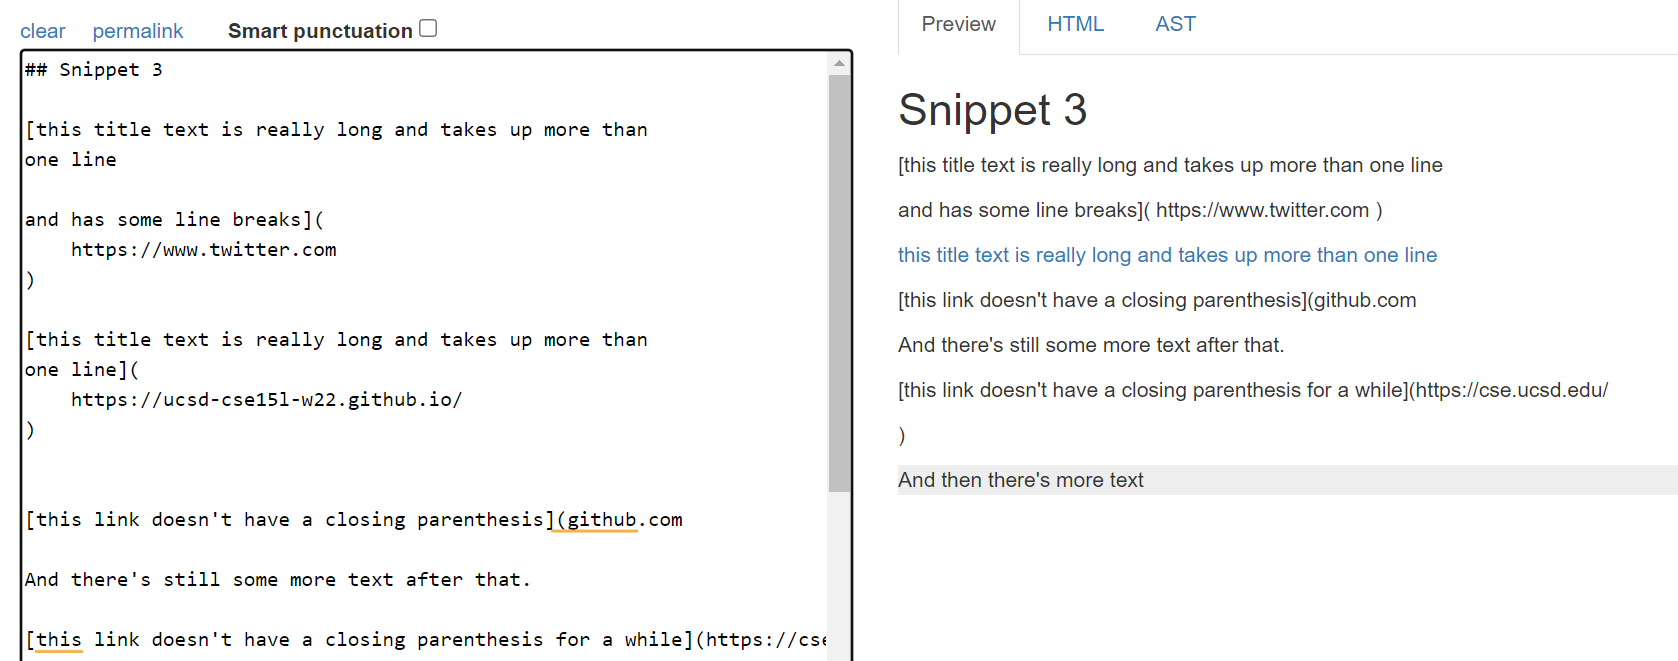 clear permalink Smart punctuation
## Snippet 3
[this title text is really long and takes up more than
one line
and has some line breaks](
https://www.twitter.com
)
[this title text is really long and takes up more than
one line](
https://ucsd-cse15l-w22.github.io/
)
[this link doesn't have a closing parenthesis](github.com
And there's still some more text after that.
[this link doesn't have a closing parenthesis for a while](https://cse
Preview HTML AST
Snippet 3
[this title text is really long and takes up more than one line
and has some line breaks]( https://www.twitter.com )
this title text is really long and takes up more than one line
[this link doesn't have a closing parenthesis](github.com
And there's still some more text after that.
[this link doesn't have a closing parenthesis for a while](https://cse.ucsd.edu/
)
And then there's more text